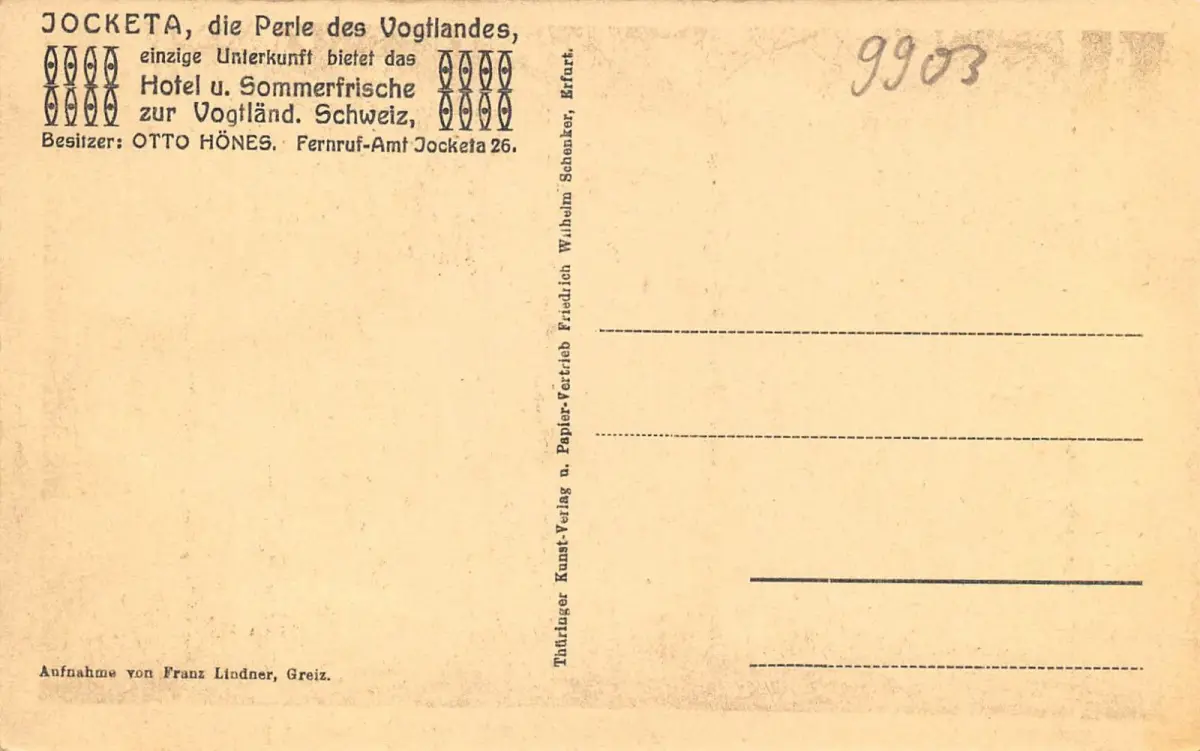 JOCKETA, die Perle des Vogtlandes,
einzige Unterkunft bietet das
Hotel u. Sommerfrische
zur Vogtländ. Schweiz,
Besitzer: OTTO HÖNES. Fernruf-Amt Jocketa 26.
Thüringer Kunst-Verlag u. Papier-Vertrieb Friedrich Wilhelm Schenker, Erfurt.
9903
Aufnahme von Franz Lindner, Greiz.